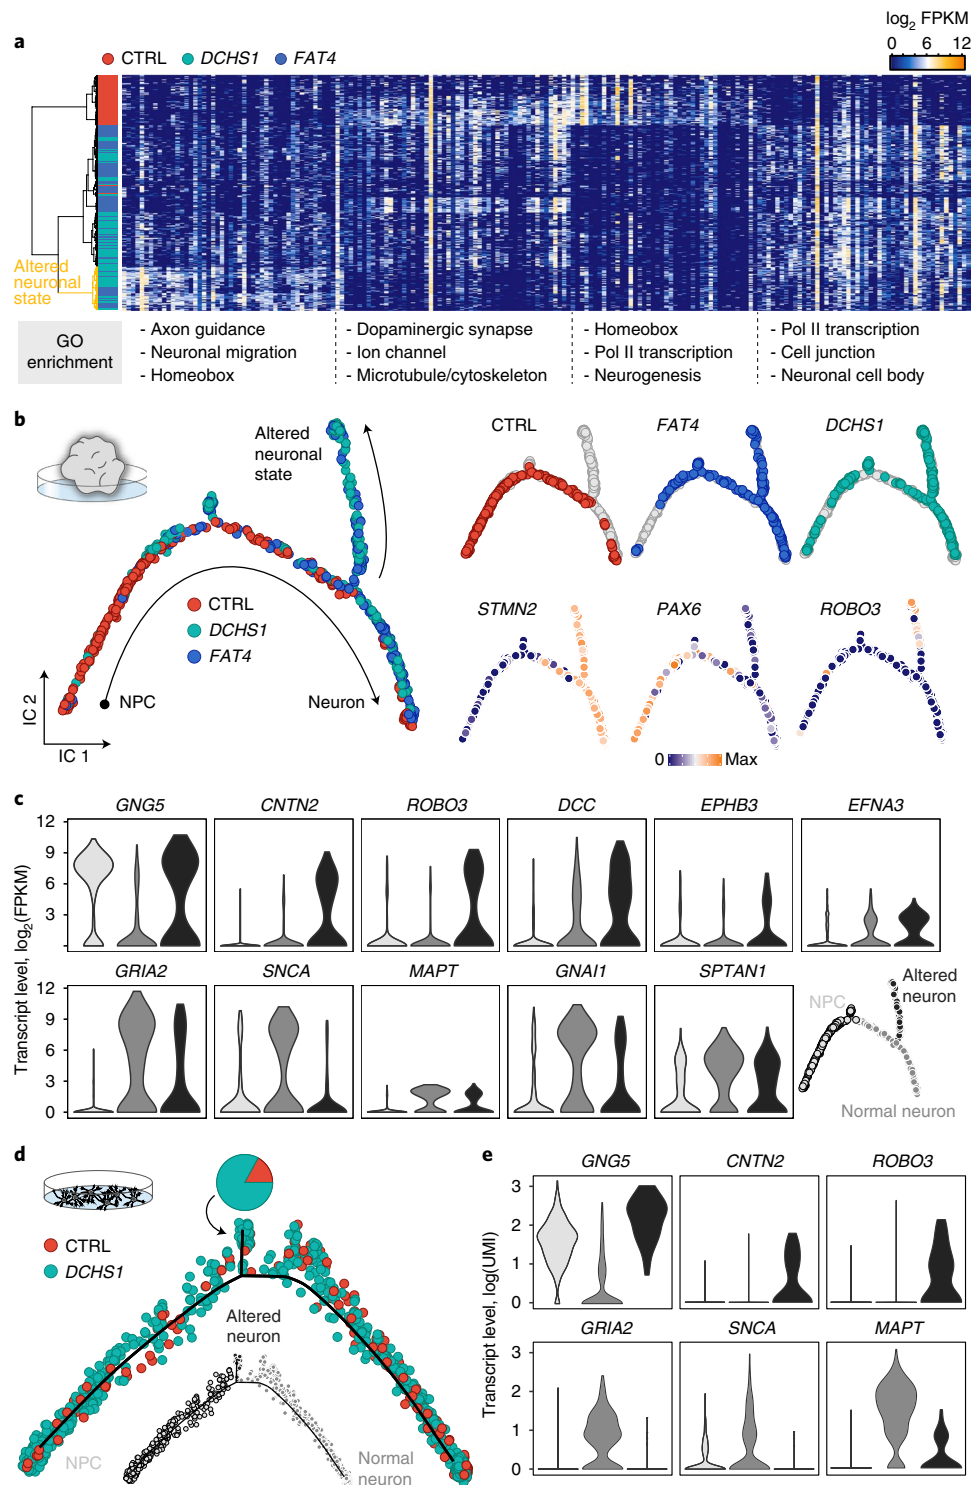 log2 FPKM
a
CTRL DCHS1 FAT4
0 6 12
Altered
neuronal
state
GO
enrichment
- Axon guidance
- Neuronal migration
- Homeobox
- Dopaminergic synapse
- Ion channel
- Microtubule/cytoskeleton
- Homeobox
- Pol II transcription
- Neurogenesis
- Pol II transcription
- Cell junction
- Neuronal cell body
b
Altered
neuronal
state
CTRL
DCHS1
FAT4
NPC
Neuron
IC 2
IC 1
CTRL FAT4 DCHS1
STMN2 PAX6 ROBO3
0 Max
c
Transcript level, log2(FPKM)
GNG5 CNTN2 ROBO3 DCC EPHB3 EFNA3
12
9
6
3
GRIA2 SNCA MAPT GNAI1 SPTAN1
12
9
6
3
0
Altered
neuron
NPC
Normal neuron
d
CTRL
DCHS1
Altered
neuron
NPC
Normal
neuron
e
Transcript level, log(UMI)
GNG5 CNTN2 ROBO3
3
2
1
0
GRIA2 SNCA MAPT
3
2
1
0